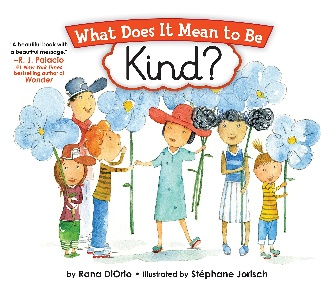 What Does It Mean to Be
Kind?
"A beautiful book with
a beautiful message."
–R. J. Palacio
#1 New York Times
bestselling author of
Wonder
by Rana DiOrio • Illustrated by Stéphane Jorisch